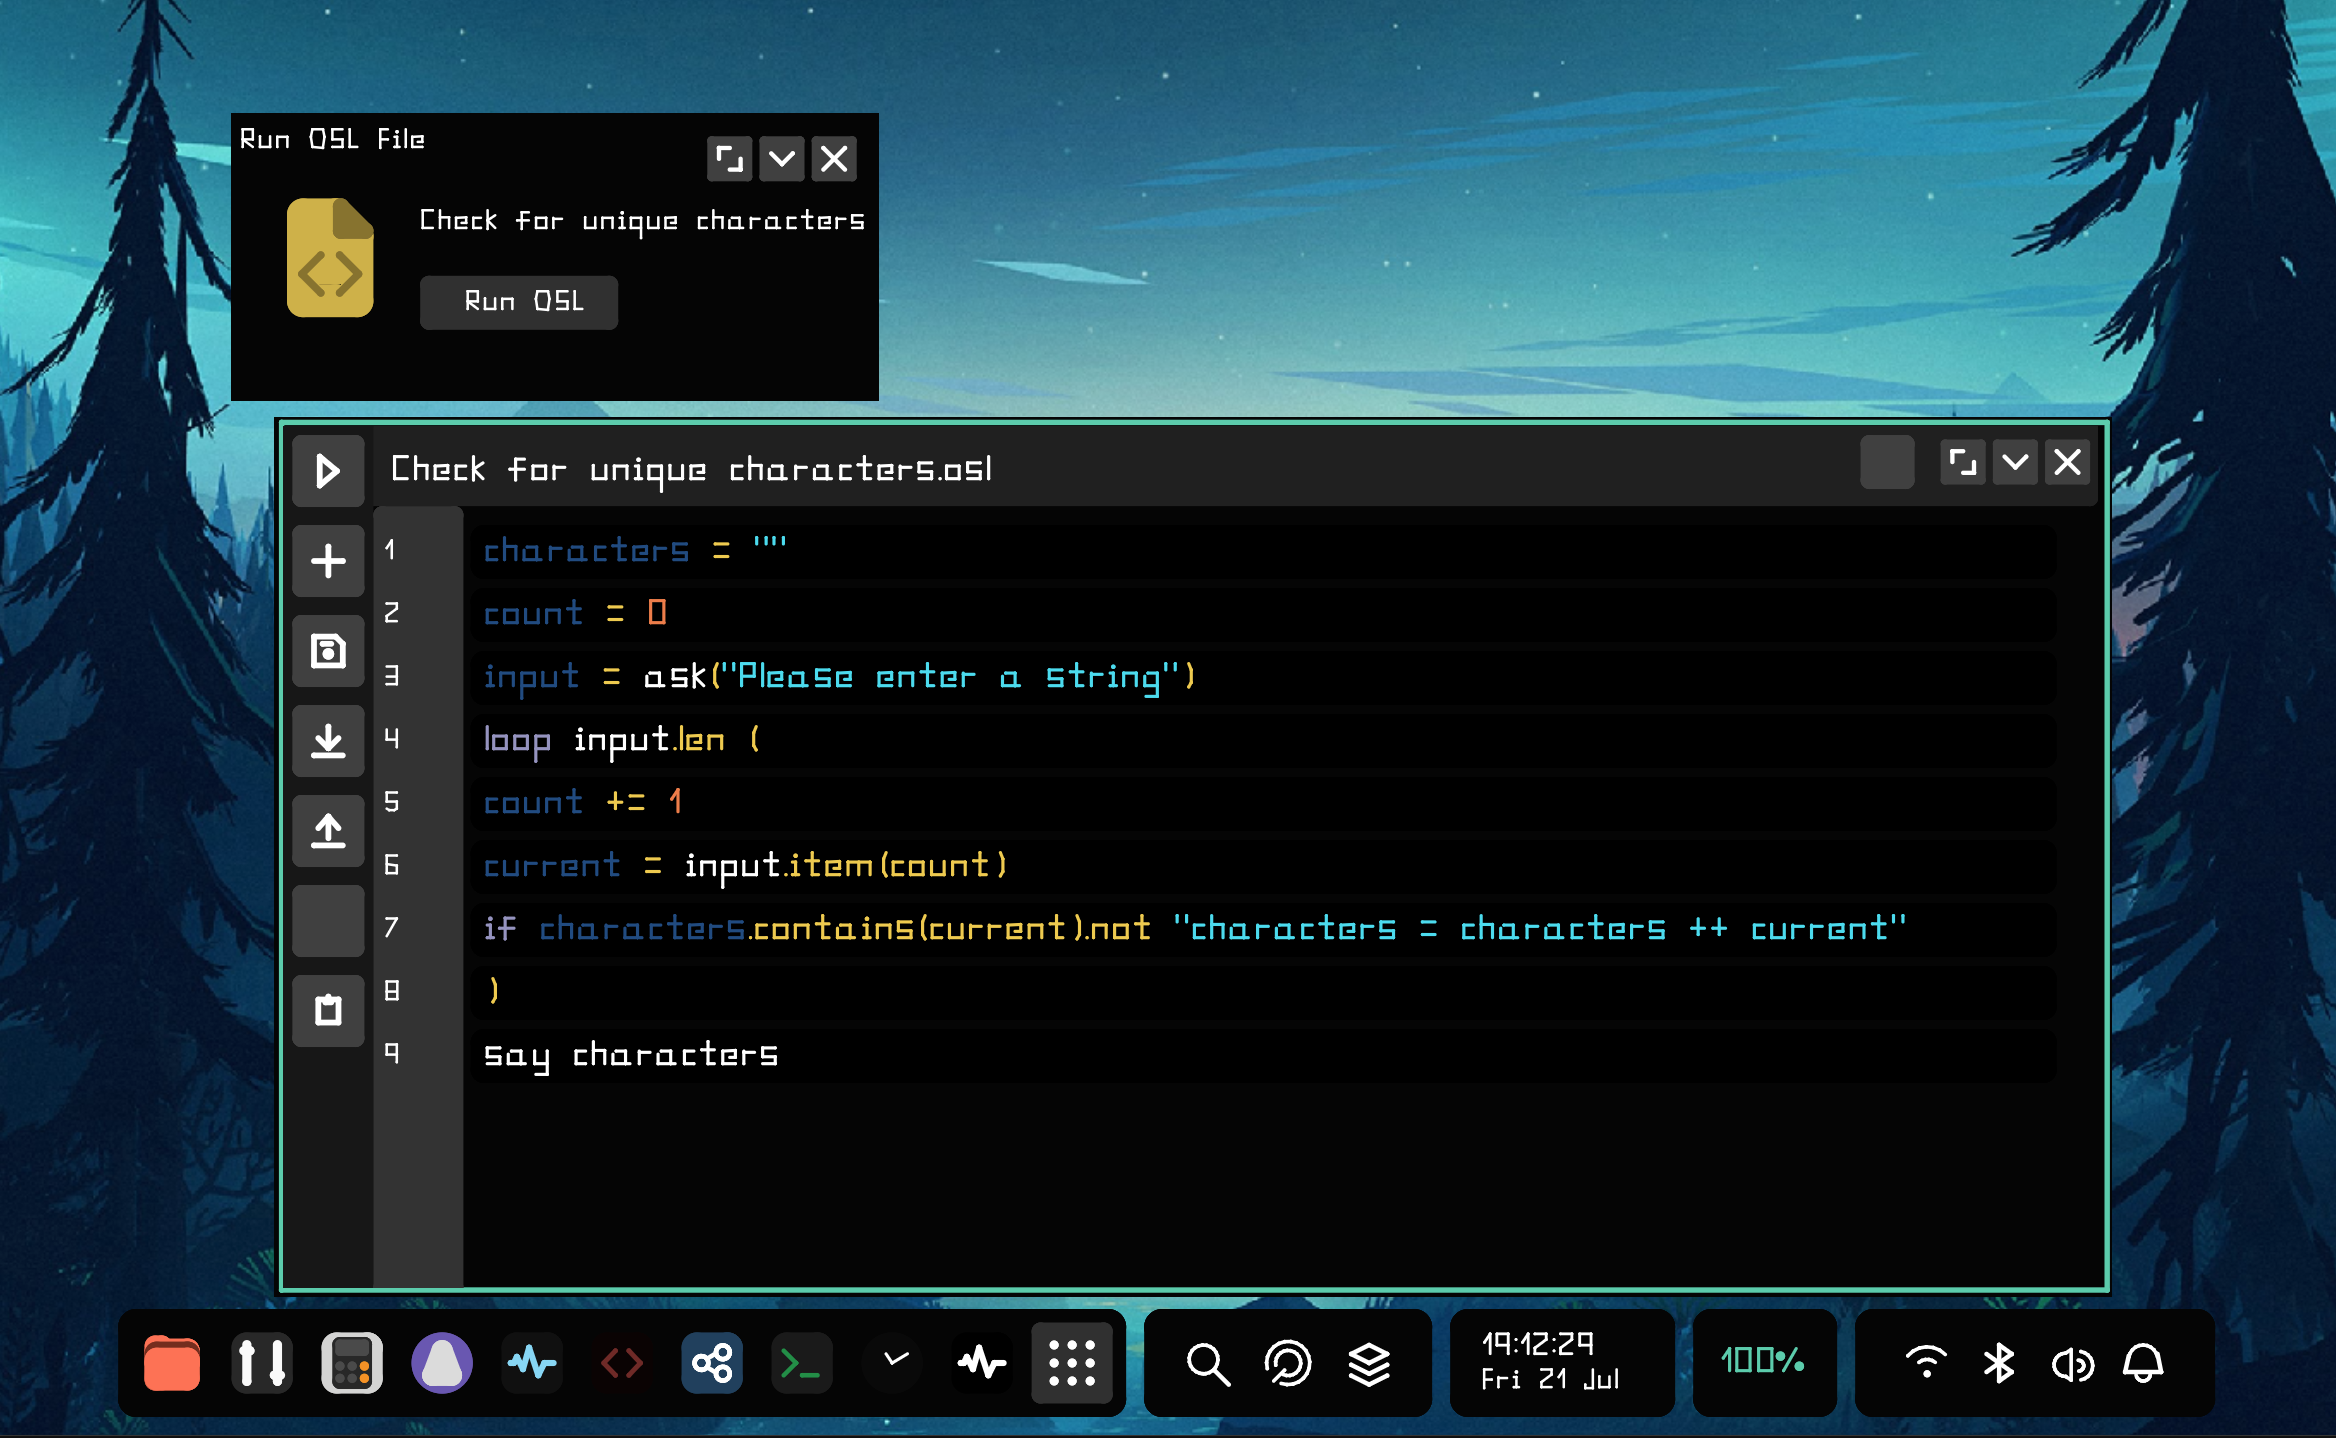 Run OSL File
Check for unique characters
Run OSL
Check for unique characters.osl
1 characters = ""
2 count = 0
3 input = ask("Please enter a string")
4 loop input.len (
5 count += 1
6 current = input.item(count)
7 if characters.contains(current).not "characters = characters ++ current"
8 )
9 say characters
19:12:29
Fri 21 Jul
100%